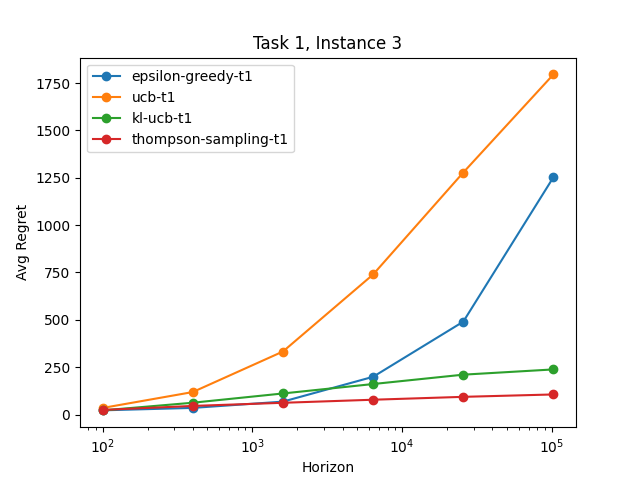 Task 1, Instance 3
epsilon-greedy-t1
ucb-t1
kl-ucb-t1
thompson-sampling-t1
Avg Regret
1750
1500
1250
1000
750
500
250
0
10²
10³
10⁴
10⁵
Horizon